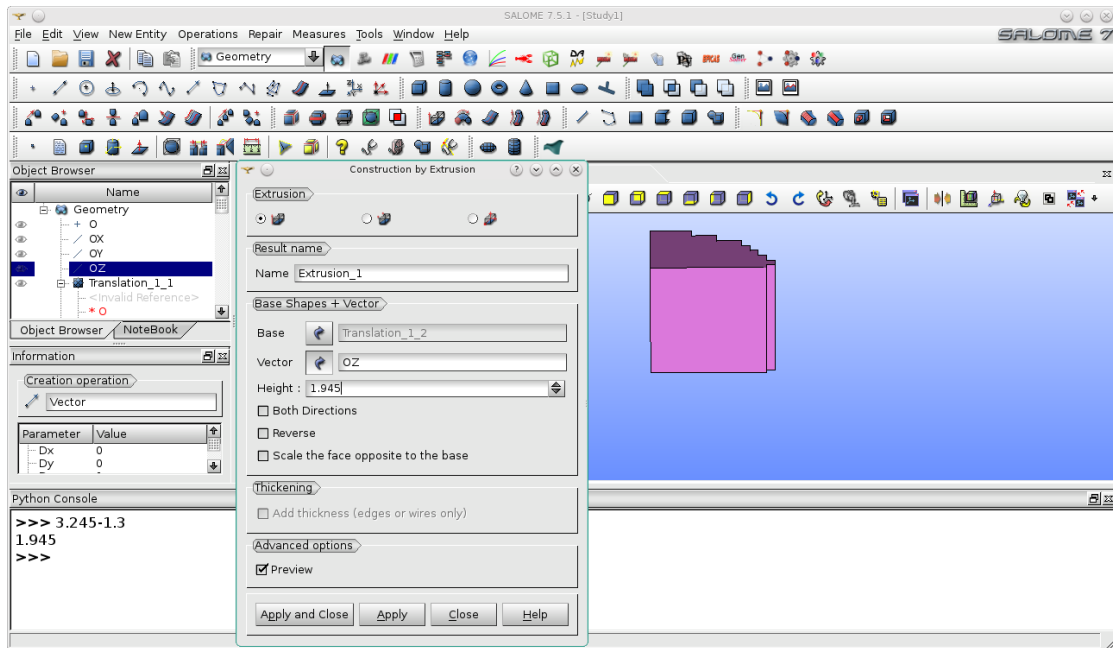 SALOME 7.5.1 - [Study1]
File Edit View New Entity Operations Repair Measures Tools Window Help
SALOME 7
Geometry
Object Browser
Name
Geometry
O
OX
OY
OZ
Translation_1_1
<Invalid Reference>
* O
Object Browser NoteBook
Information
Creation operation
Vector
Parameter Value
Dx 0
Dy 0
Construction by Extrusion
Extrusion
Result name
Name Extrusion_1
Base Shapes + Vector
Base Translation_1_2
Vector OZ
Height : 1.945
Both Directions
Reverse
Scale the face opposite to the base
Thickening
Add thickness (edges or wires only)
Advanced options
Preview
Apply and Close Apply Close Help
Python Console
>>> 3.245-1.3
1.945
>>>